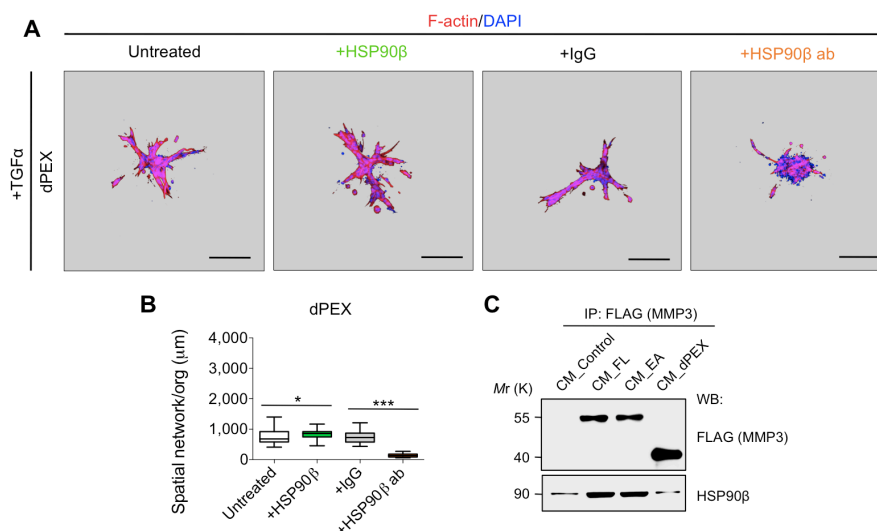 A
F-actin/DAPI
Untreated
+HSP90β
+IgG
+HSP90β ab
+TGFα
dPEX
B
dPEX
Spatial network/org (μm)
4,000
3,000
2,000
1,000
0
*
***
Untreated
+HSP90β
+IgG
+HSP90β ab
C
IP: FLAG (MMP3)
CM_Control
CM_FL
CM_EA
CM_dPEX
Mr (K)
WB:
55
FLAG (MMP3)
40
90
HSP90β